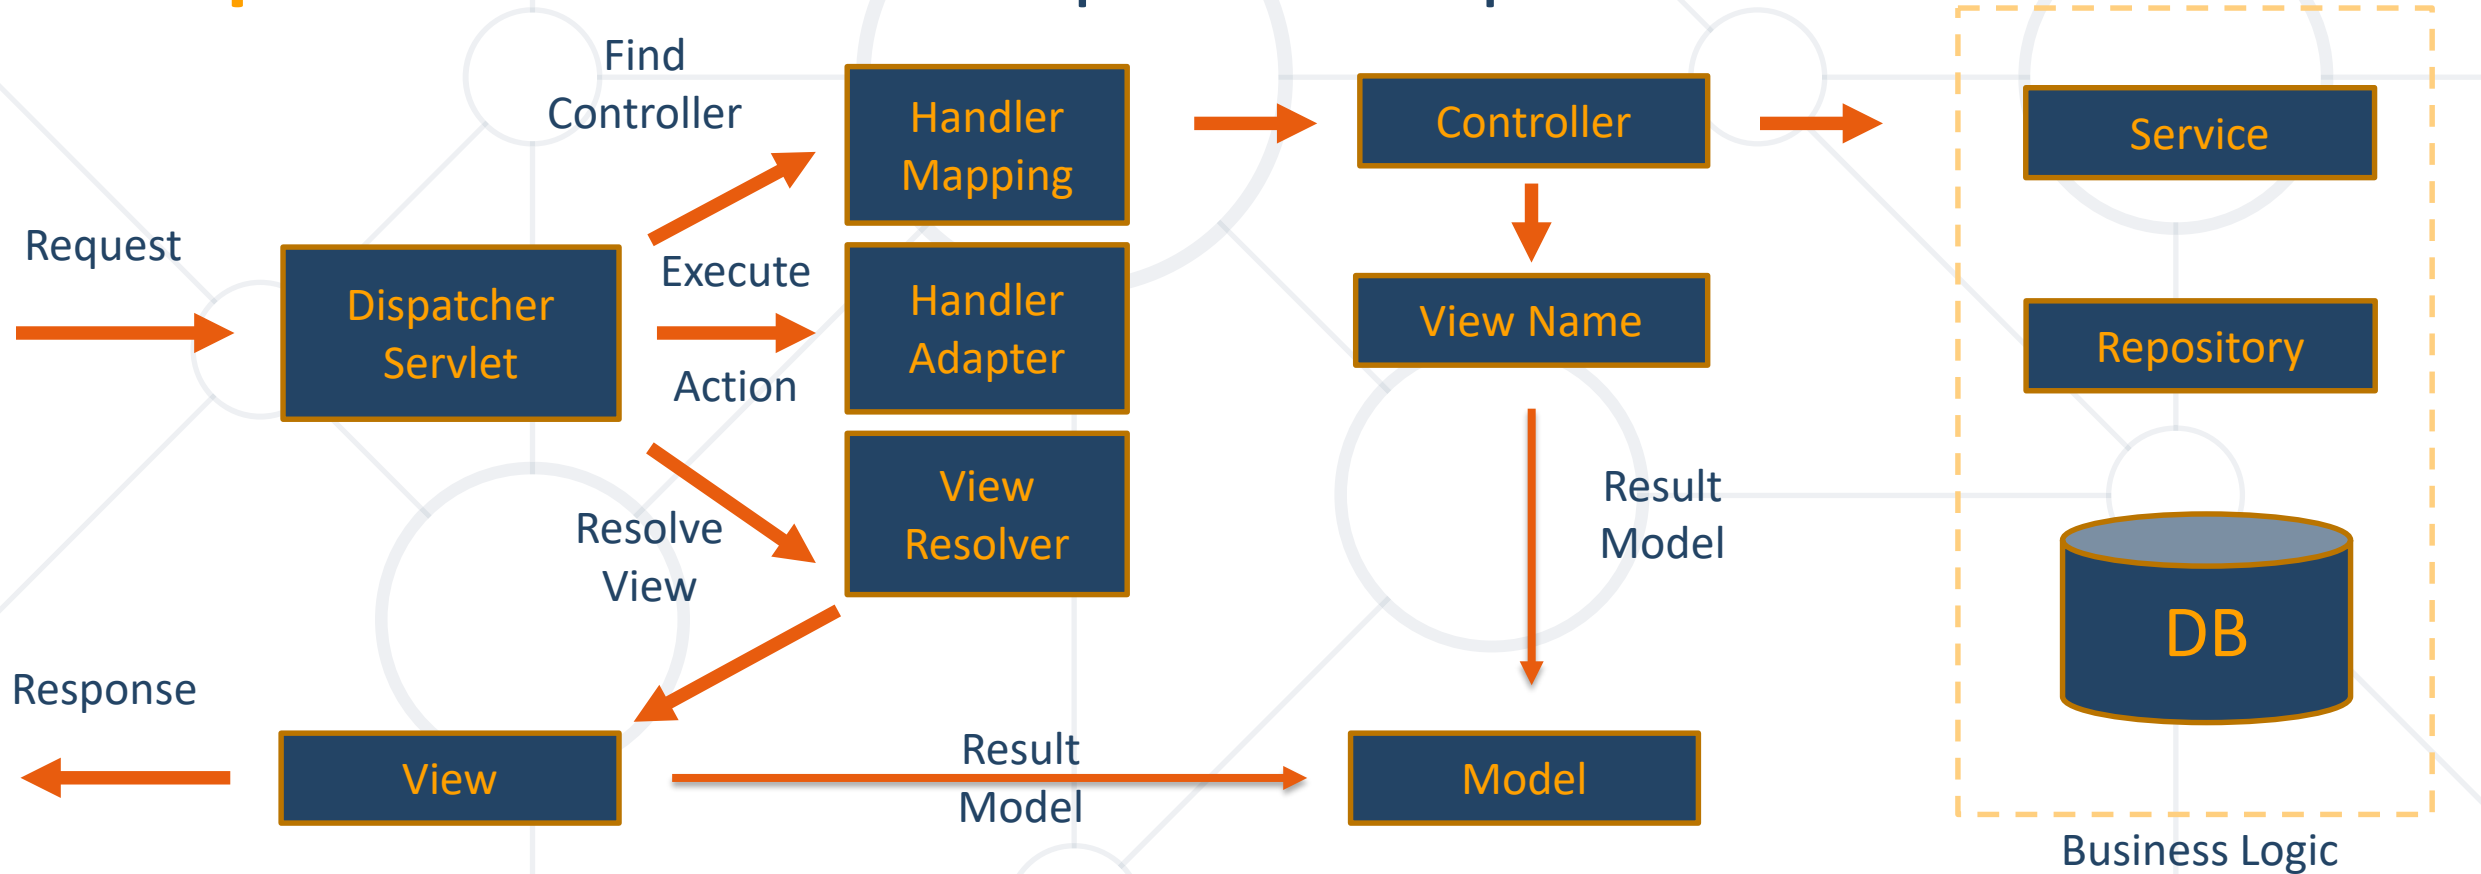 Find
Controller
Handler
Mapping
Controller
Service
Request
Dispatcher
Servlet
Execute
Action
Handler
Adapter
View Name
Repository
Resolve
View
View
Resolver
Result
Model
DB
Response
View
Result
Model
Model
Business Logic